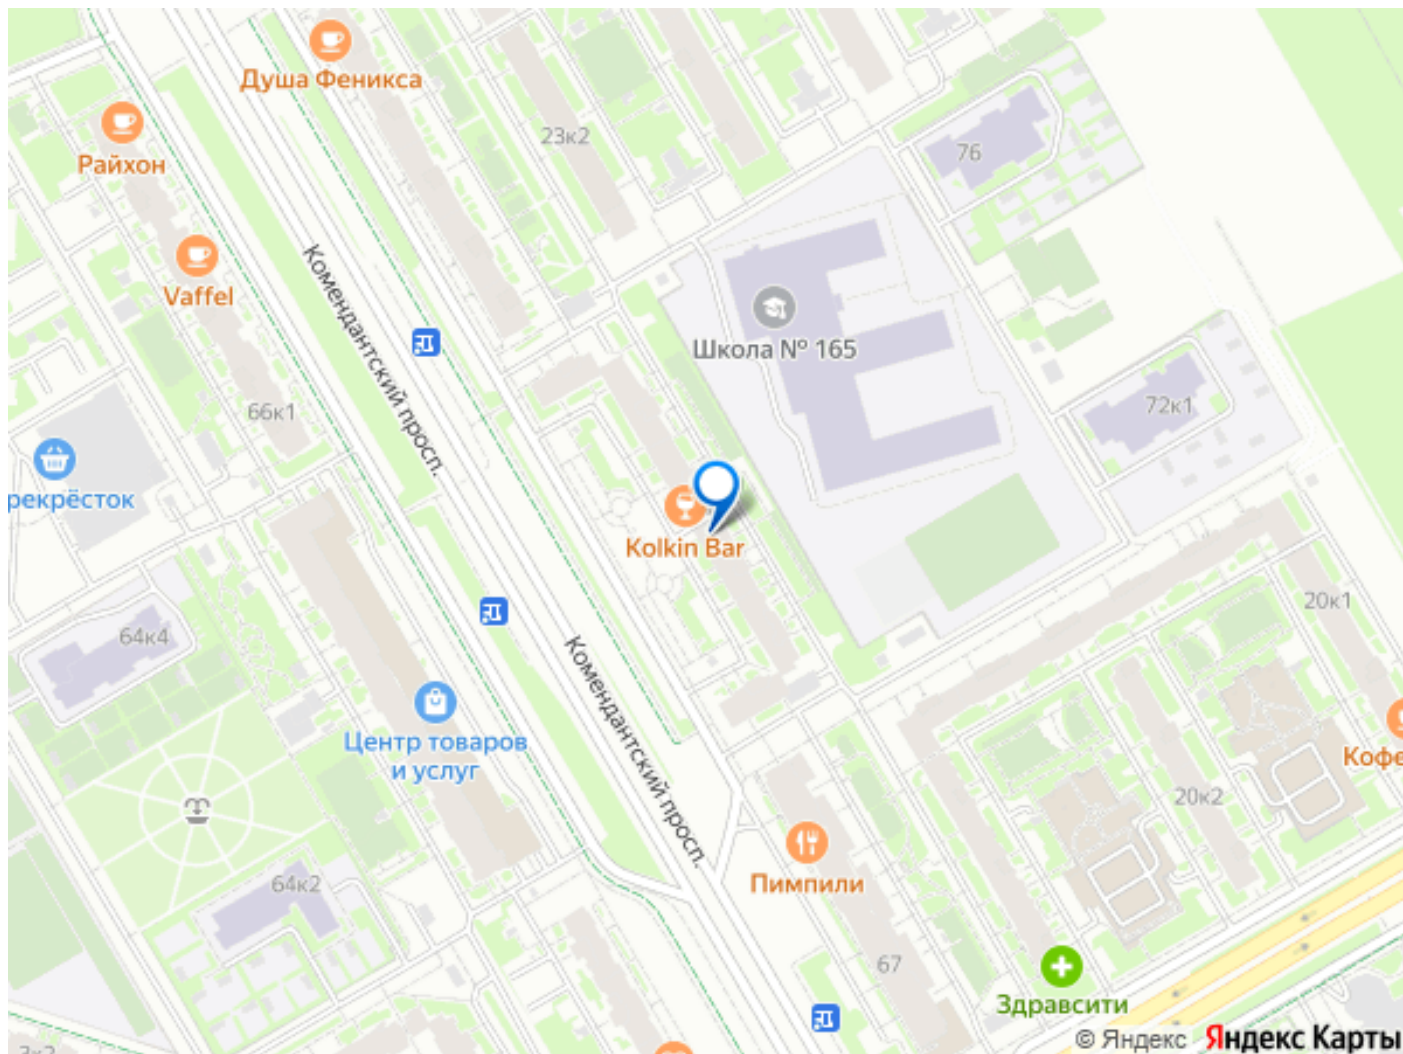 Душа Феникса
Райхон
23к2
76
Vaffel
Комендантский просп.
Школа № 165
66к1
72к1
рекрёсток
Kolkin Bar
20к1
64к4
Комендантский просп.
Центр товаров
и услуг
Кофе
20к2
Пимпили
64к2
67
Здравсити
© Яндекс Яндекс Карты